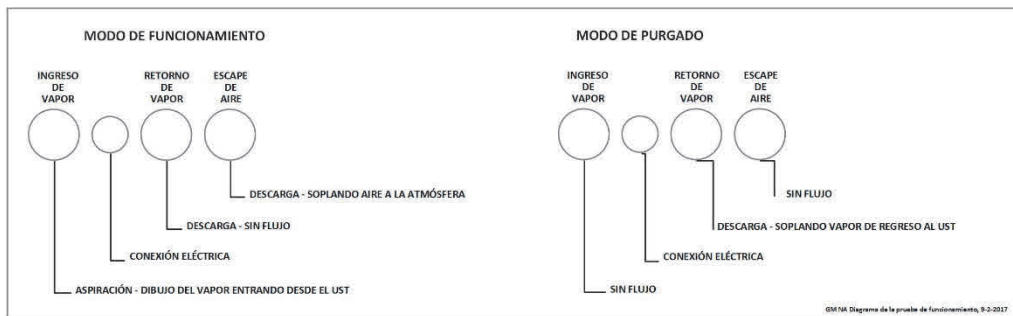 MODO DE FUNCIONAMIENTO
INGRESO
DE
VAPOR
RETORNO
DE
VAPOR
ESCAPE
DE
AIRE
DESCARGA - SOPLANDO AIRE A LA ATMÓSFERA
DESCARGA - SIN FLUJO
CONEXIÓN ELÉCTRICA
ASPIRACIÓN - DIBUJO DEL VAPOR ENTRANDO DESDE EL UST
MODO DE PURGADO
INGRESO
DE
VAPOR
RETORNO
DE
VAPOR
ESCAPE
DE
AIRE
SIN FLUJO
DESCARGA - SOPLANDO VAPOR DE REGRESO AL UST
CONEXIÓN ELÉCTRICA
SIN FLUJO
GM NA Diagrama de la prueba de funcionamiento, 9-2-2017